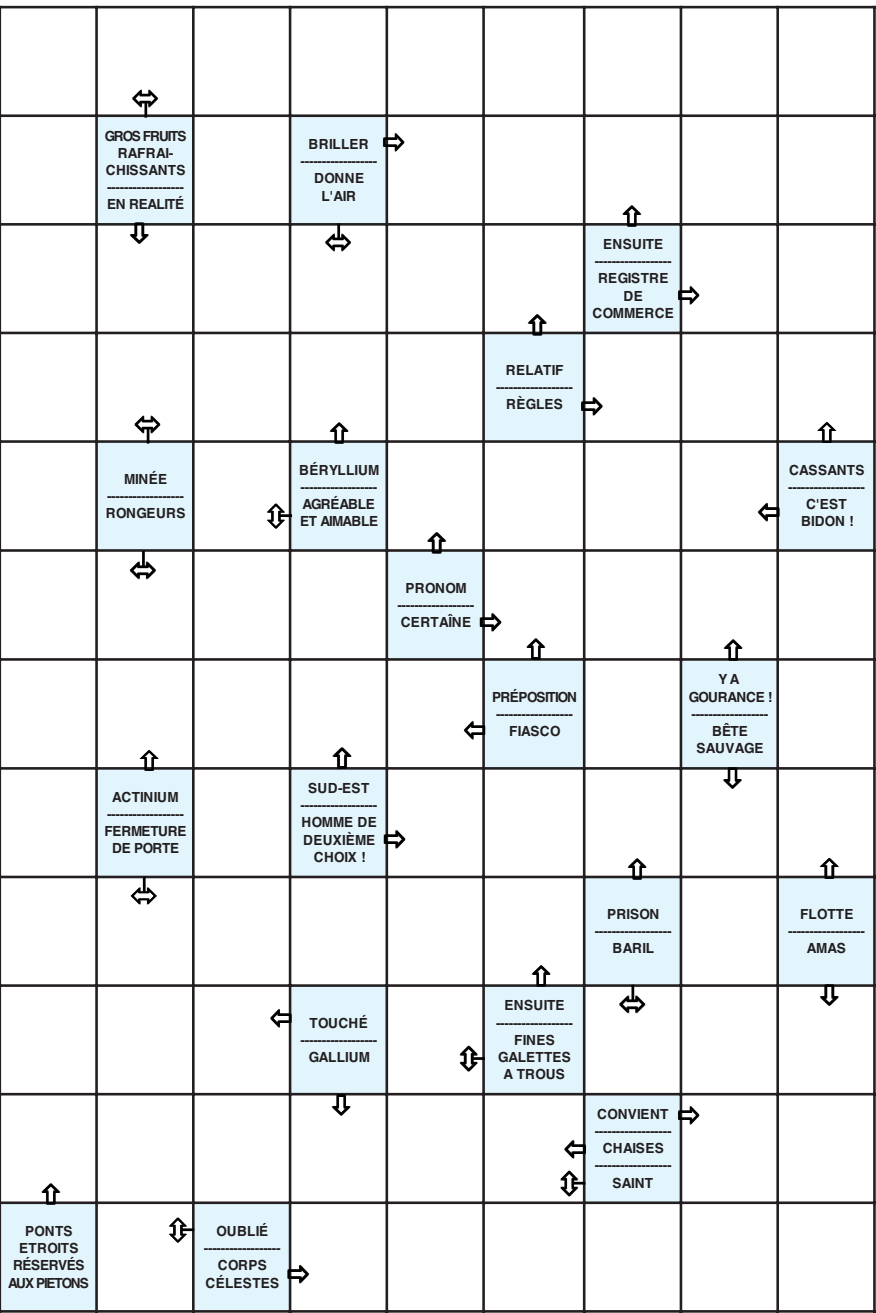 GROS FRUITS
RAFRAI-
CHISSANTS
-------------------
EN REALITÉ
BRILLER
-------------------
DONNE
L'AIR
ENSUITE
-------------------
REGISTRE
DE
COMMERCE
RELATIF
-------------------
RÈGLES
MINÉE
-------------------
RONGEURS
BÉRYLLIUM
-------------------
AGRÉABLE
ET AIMABLE
CASSANTS
-------------------
C'EST
BIDON !
PRONOM
-------------------
CERTAÎNE
PRÉPOSITION
-------------------
FIASCO
Y A
GOURANCE !
-------------------
BÊTE
SAUVAGE
ACTINIUM
-------------------
FERMETURE
DE PORTE
SUD-EST
-------------------
HOMME DE
DEUXIÈME
CHOIX !
PRISON
-------------------
BARIL
FLOTTE
-------------------
AMAS
TOUCHÉ
-------------------
GALLIUM
ENSUITE
-------------------
FINES
GALETTES
A TROUS
CONVIENT
-------------------
CHAISES
-------------------
SAINT
PONTS
ETROITS
RÉSERVÉS
AUX PIETONS
OUBLIÉ
-------------------
CORPS
CÉLESTES